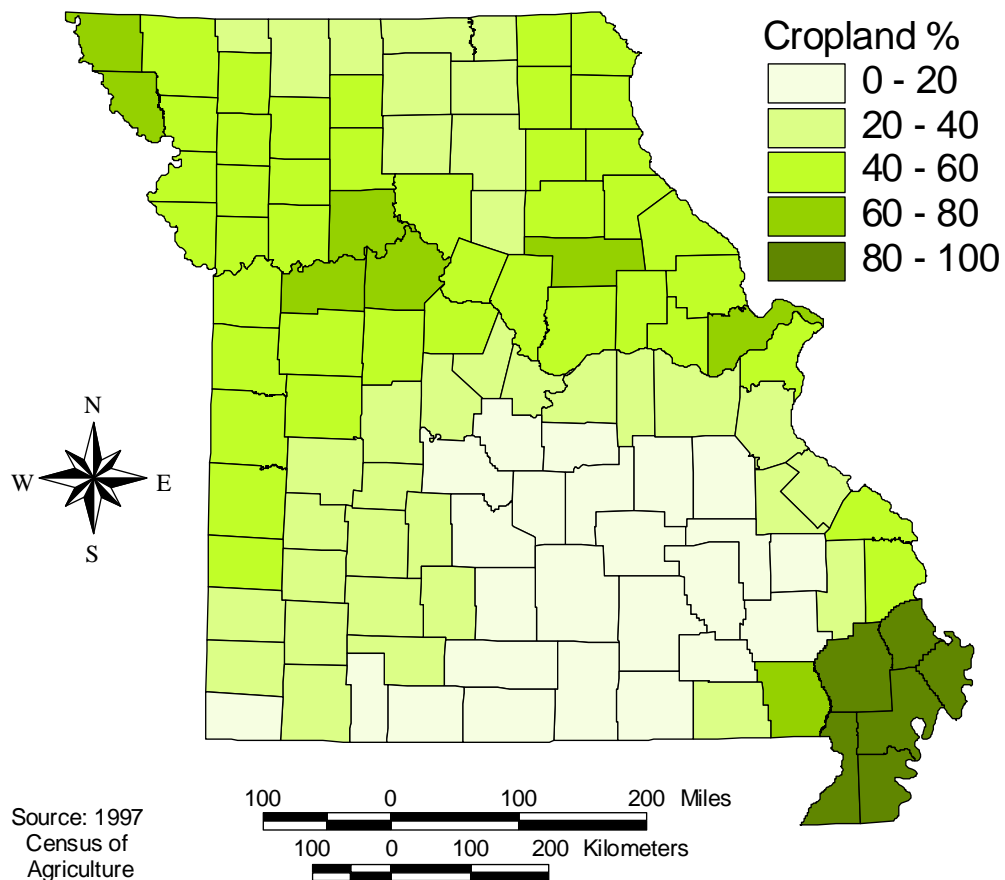 Cropland %
0 - 20
20 - 40
40 - 60
60 - 80
80 - 100
N
W
E
S
Source: 1997
Census of
Agriculture
100 0 100 200 Miles
100 0 100 200 Kilometers